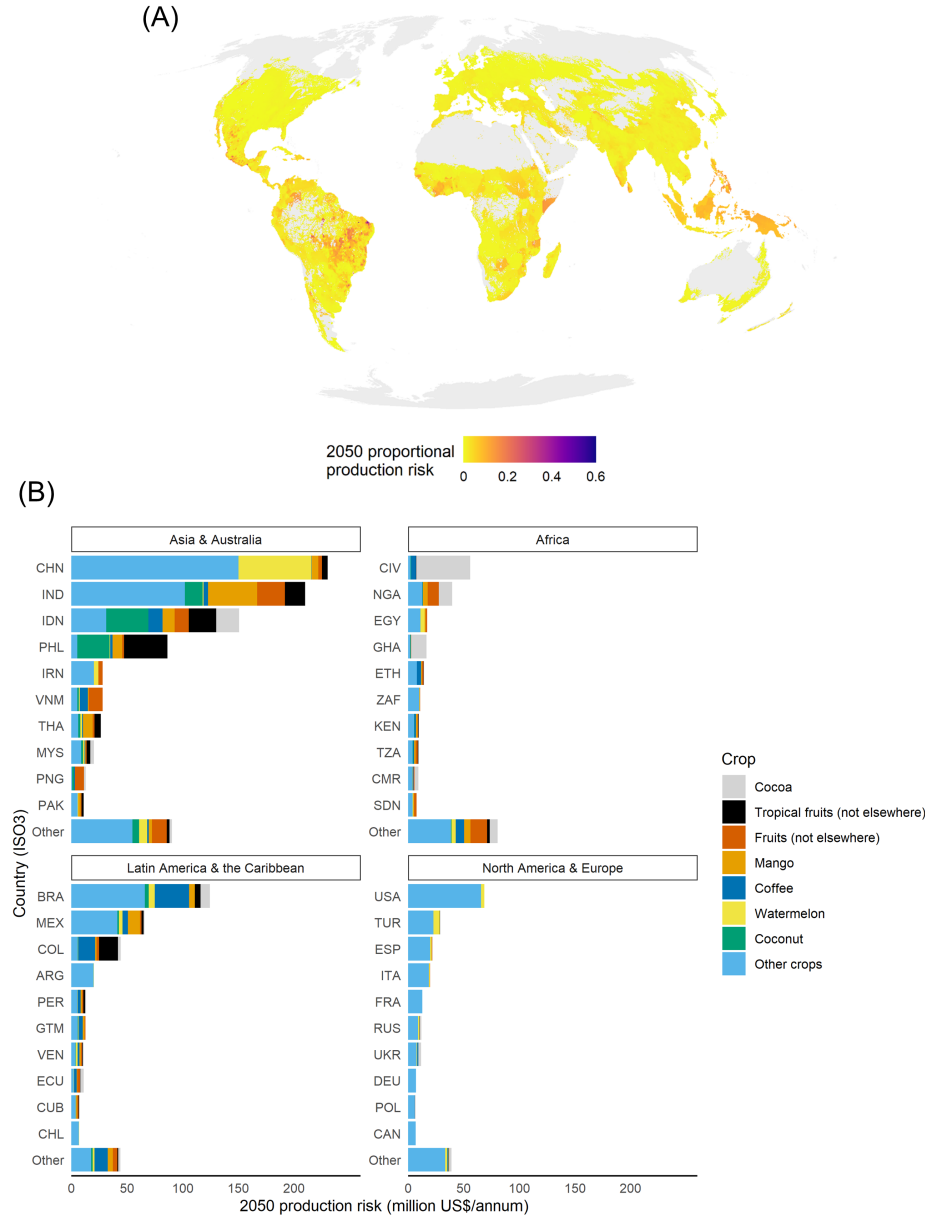 (A)
2050 proportional
production risk
0 0.2 0.4 0.6
(B)
Country (ISO3)
Asia & Australia
CHN
IND
IDN
PHL
IRN
VNM
THA
MYS
PNG
PAK
Other
Africa
CIV
NGA
EGY
GHA
ETH
ZAF
KEN
TZA
CMR
SDN
Other
Latin America & the Caribbean
BRA
MEX
COL
ARG
PER
GTM
VEN
ECU
CUB
CHL
Other
0 50 100 150 200
North America & Europe
USA
TUR
ESP
ITA
FRA
RUS
UKR
DEU
POL
CAN
Other
0 50 100 150 200
2050 production risk (million US$/annum)
Crop
Cocoa
Tropical fruits (not elsewhere)
Fruits (not elsewhere)
Mango
Coffee
Watermelon
Coconut
Other crops